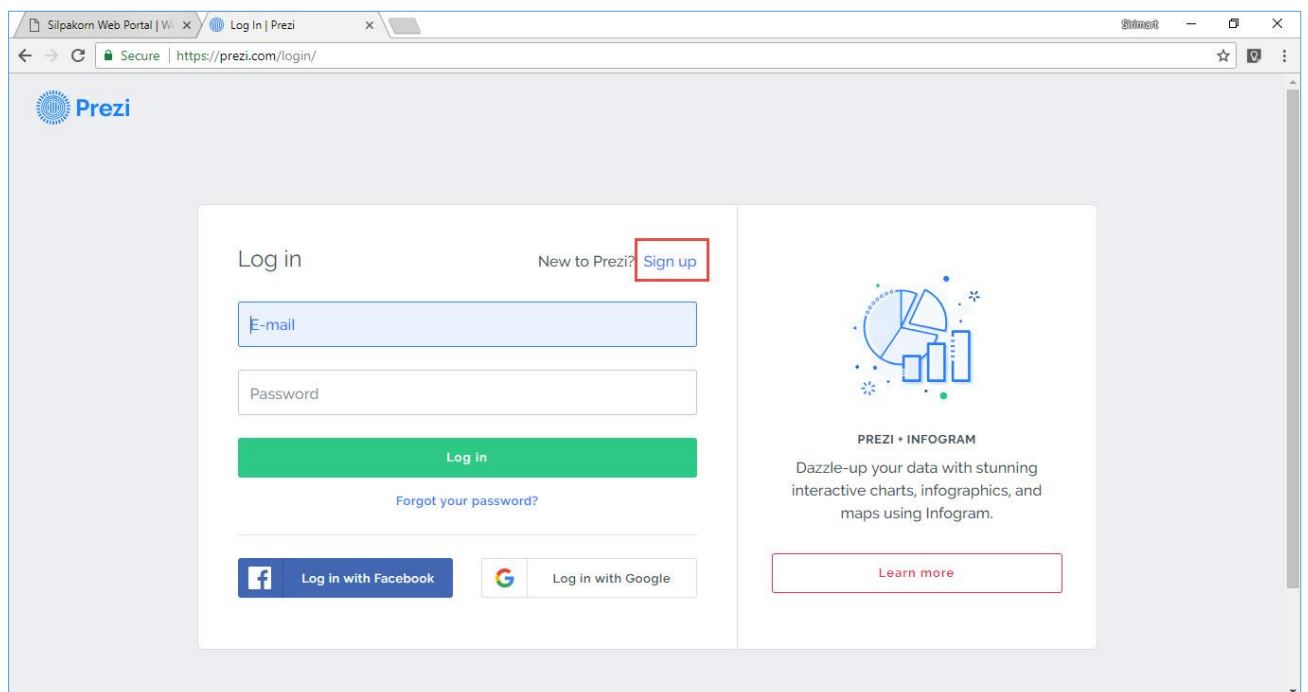 Silpakorn Web Portal | W
Log In | Prezi
Sirimart
Secure | https://prezi.com/login/
Prezi
Log in
New to Prezi? Sign up
E-mail
Password
Log in
Forgot your password?
Log in with Facebook
Log in with Google
PREZI + INFOGRAM
Dazzle-up your data with stunning
interactive charts, infographics, and
maps using Infogram.
Learn more